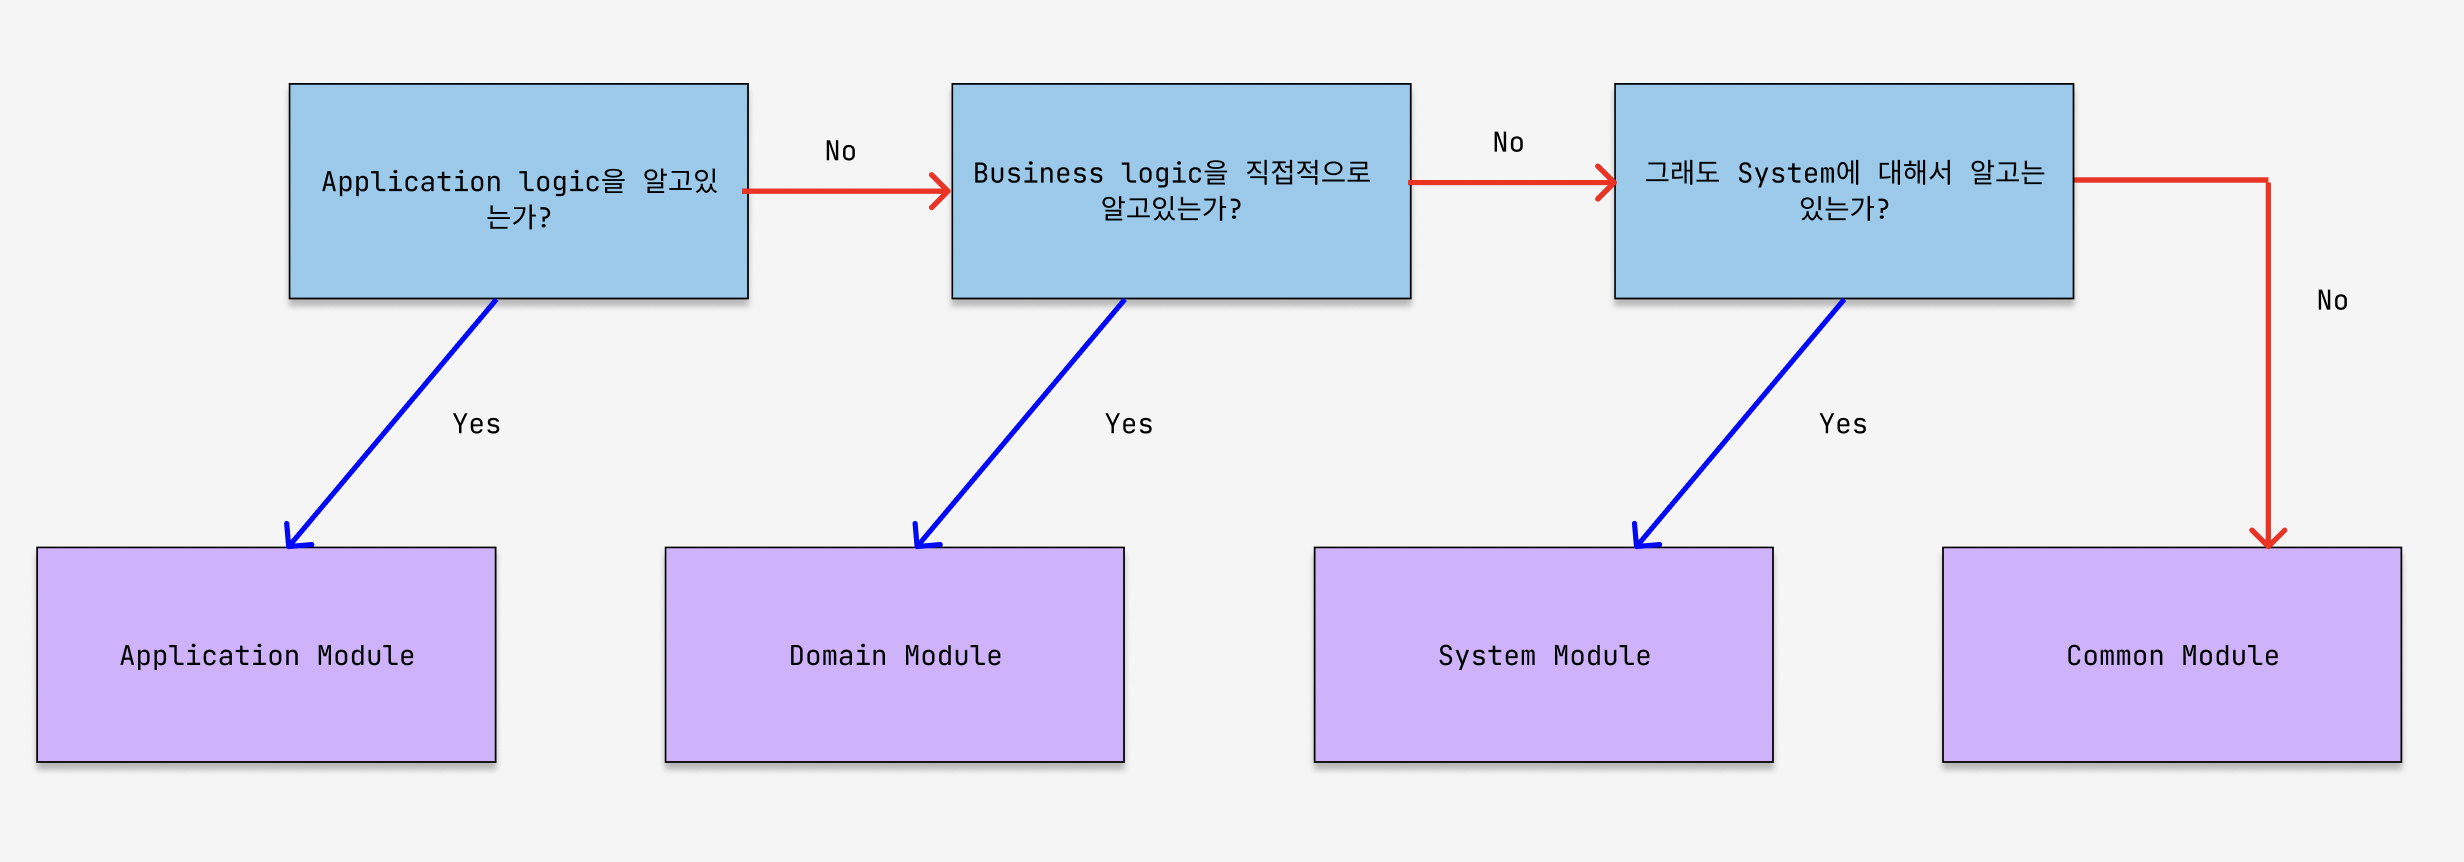 Application logic을 알고있
는가?
No
Business logic을 직접적으로
알고있는가?
No
그래도 System에 대해서 알고는
있는가?
No
Yes
Yes
Yes
Application Module
Domain Module
System Module
Common Module